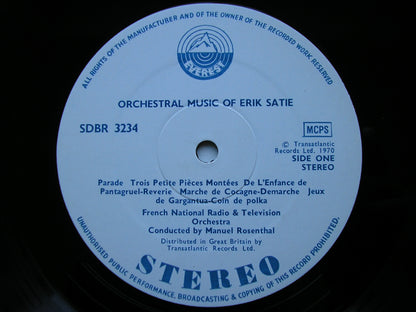 ALL RIGHTS OF THE MANUFACTURER AND OF THE OWNER OF THE RECORDED WORK RESERVED.
EVEREST
ORCHESTRAL MUSIC OF ERIK SATIE
SDBR 3234
MCPS
© Transatlantic
Records Ltd. 1970
SIDE ONE
STEREO
Parade Trois Petite Pièces Montées De L'Enfance de
Pantagruel-Reverie Marche de Cocagne-Demarche Jeux
de Gargantua-Coin de polka
French National Radio & Television
Orchestra
Conducted by Manuel Rosenthal
Distributed in Great Britsin by
Transatlantic Records Ltd.
STEREO
UNAUTHORISED PUBLIC PERFORMANCE, BROADCASTING & COPYING OF THIS RECORD PROHIBITED.